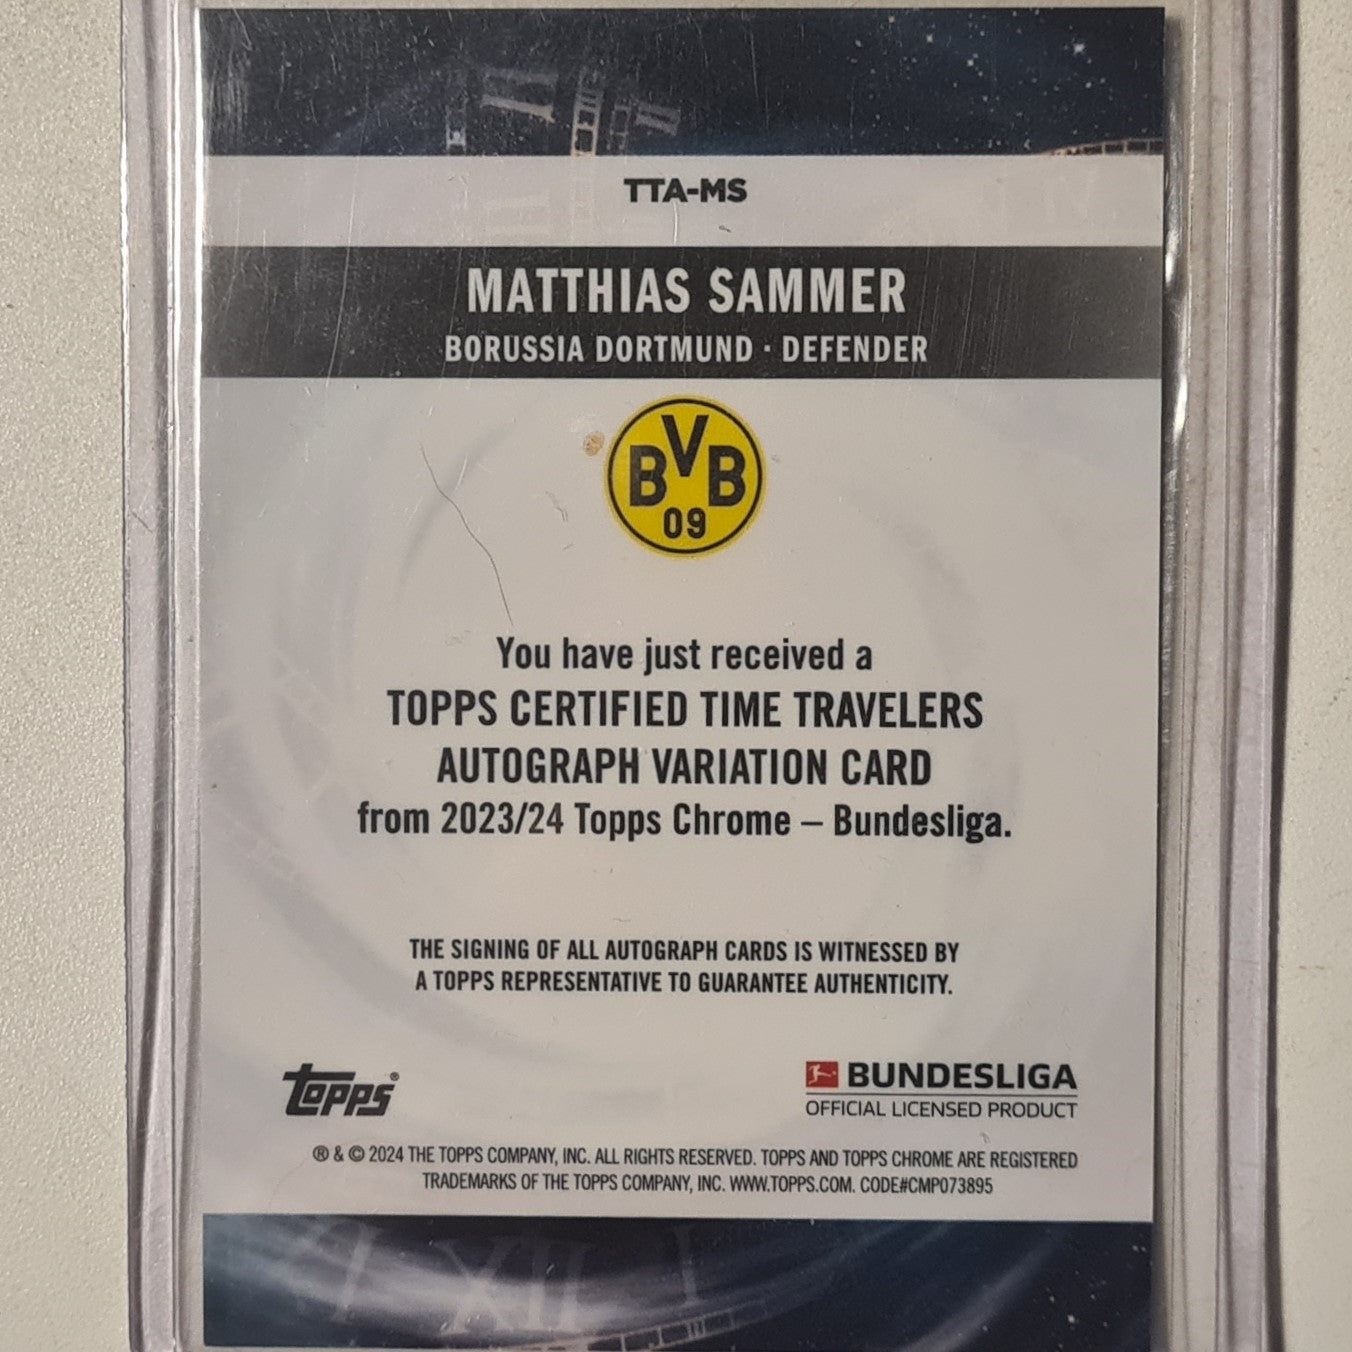 TTA-MS
MATTHIAS SAMMER
BORUSSIA DORTMUND · DEFENDER
BVB
09
You have just received a
TOPPS CERTIFIED TIME TRAVELERS
AUTOGRAPH VARIATION CARD
from 2023/24 Topps Chrome – Bundesliga.
THE SIGNING OF ALL AUTOGRAPH CARDS IS WITNESSED BY
A TOPPS REPRESENTATIVE TO GUARANTEE AUTHENTICITY.
topps®
BUNDESLIGA
OFFICIAL LICENSED PRODUCT
® & © 2024 THE TOPPS COMPANY, INC. ALL RIGHTS RESERVED. TOPPS AND TOPPS CHROME ARE REGISTERED
TRADEMARKS OF THE TOPPS COMPANY, INC. WWW.TOPPS.COM. CODE#CMP073895
XI XII I